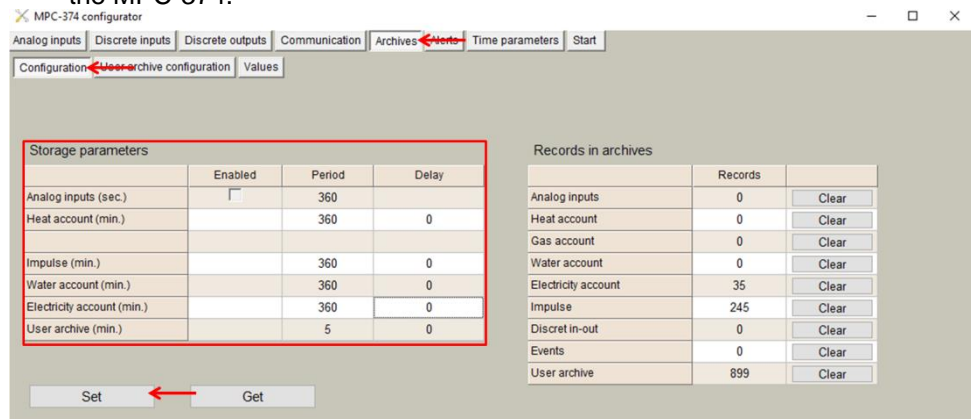 the MPC-374.
MPC-374 configurator
Analog inputs Discrete inputs Discrete outputs Communication Archives Alerts Time parameters Start
Configuration User archive configuration Values
Storage parameters
Enabled Period Delay
Analog inputs (sec.) 360
Heat account (min.) 360 0
Impulse (min.) 360 0
Water account (min.) 360 0
Electricity account (min.) 360 0
User archive (min.) 5 0
Set Get
Records in archives
Records
Analog inputs 0 Clear
Heat account 0 Clear
Gas account 0 Clear
Water account 0 Clear
Electricity account 35 Clear
Impulse 245 Clear
Discret in-out 0 Clear
Events 0 Clear
User archive 899 Clear